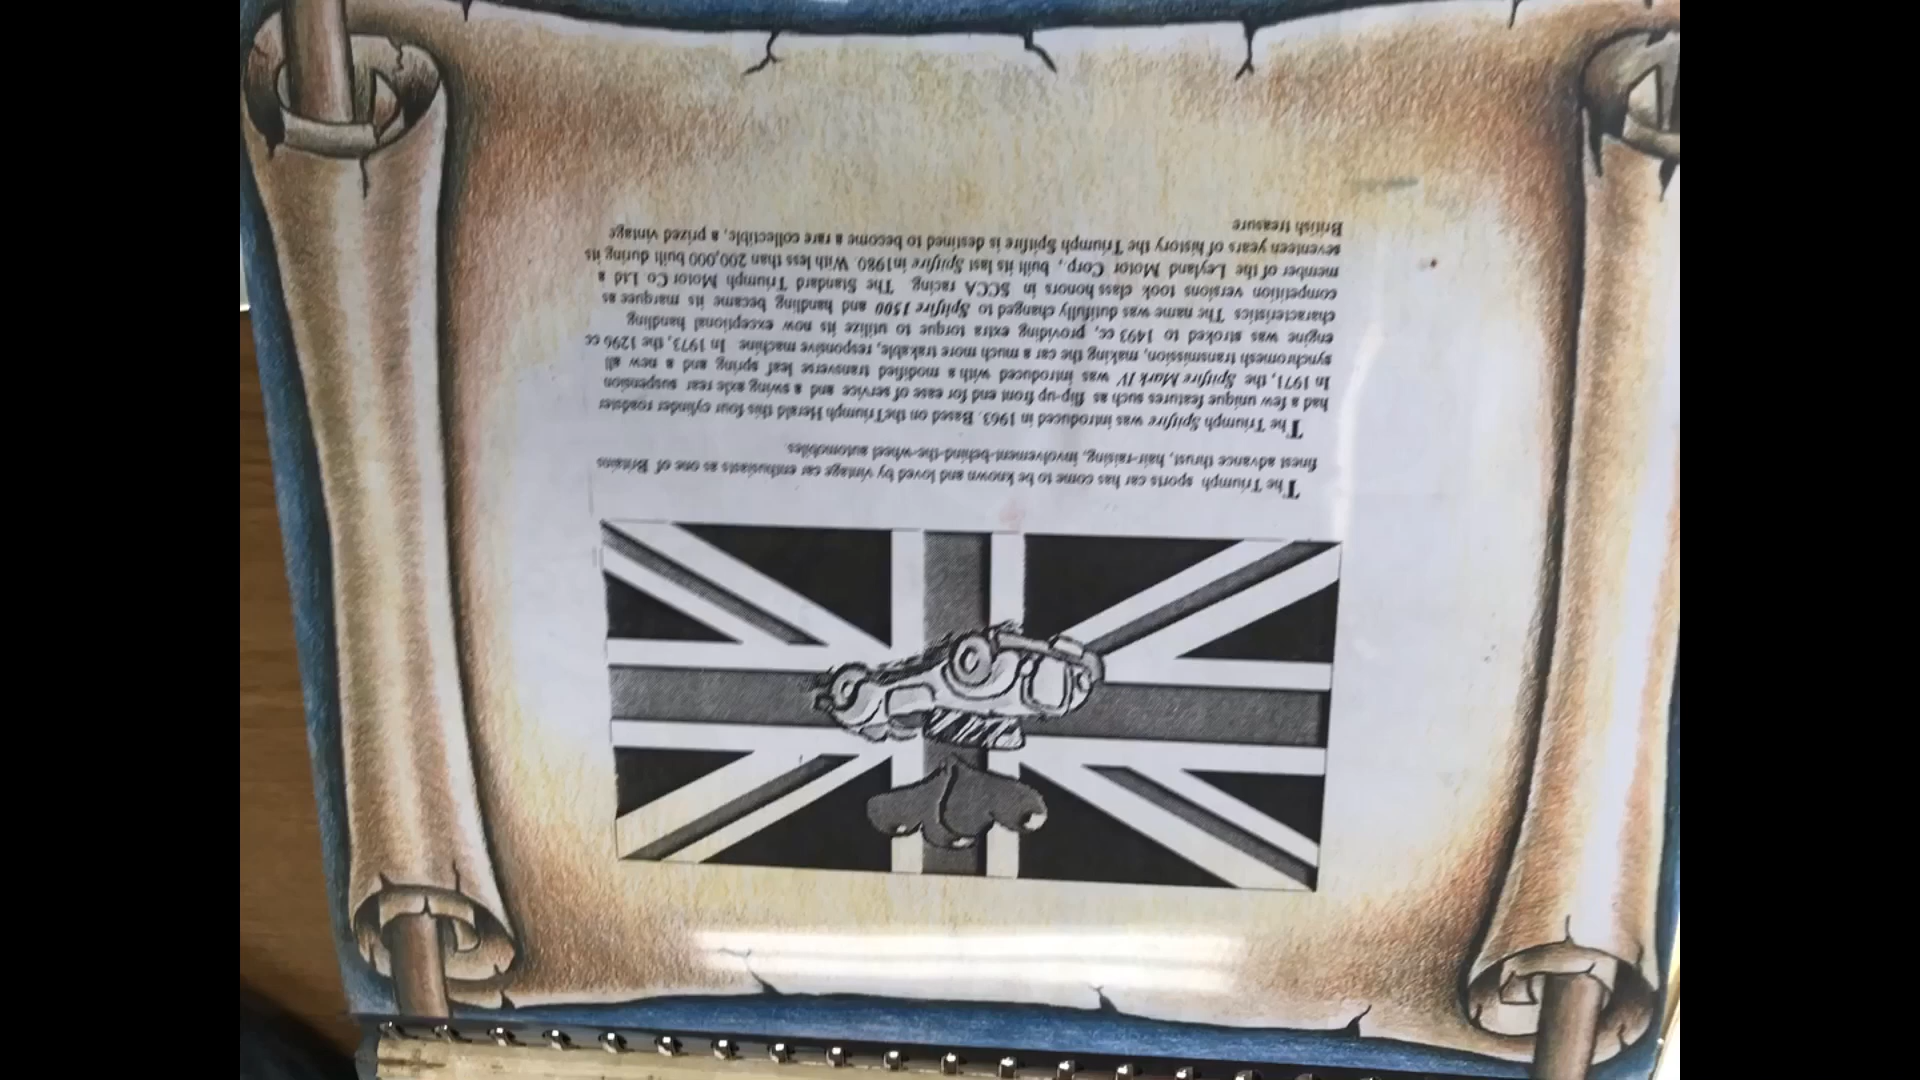 The Triumph sports car has come to be known and loved by vintage car enthusiasts as one of Britains
finest advance thrust, hair-raising, involvement-behind-the-wheel automobiles.
The Triumph Spitfire was introduced in 1963. Based on the Triumph Herald this four cylinder roadster
had a few unique features such as flip-up front end for ease of service and a swing axle rear suspension
In 1971, the Spitfire Mark IV was introduced with a modified transverse leaf spring and a new all
synchromesh transmission, making the car a much more trakable, responsive machine In 1973, the 1296 cc
engine was stroked to 1493 cc, providing extra torque to utilize its now exceptional handling
characteristics The name was dutifully changed to Spitfire 1500 and handling became its marquee as
competition versions took class honors in SCCA racing. The Standard Triumph Motor Co Ltd a
member of the Leyland Motor Corp., built its last Spitfire in 1980. With less than 200,000 built during its
seventeen years of history the Triumph Spitfire is destined to become a rare collectible, a prized vintage
British treasure